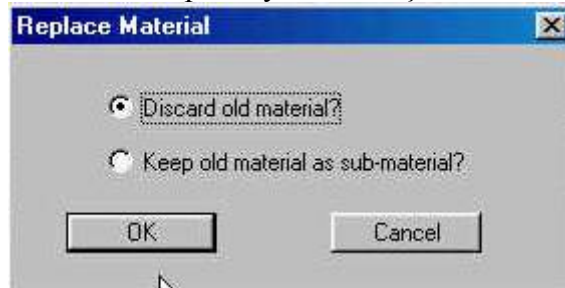 Replace Material
Discard old material?
Keep old material as sub-material?
OK Cancel